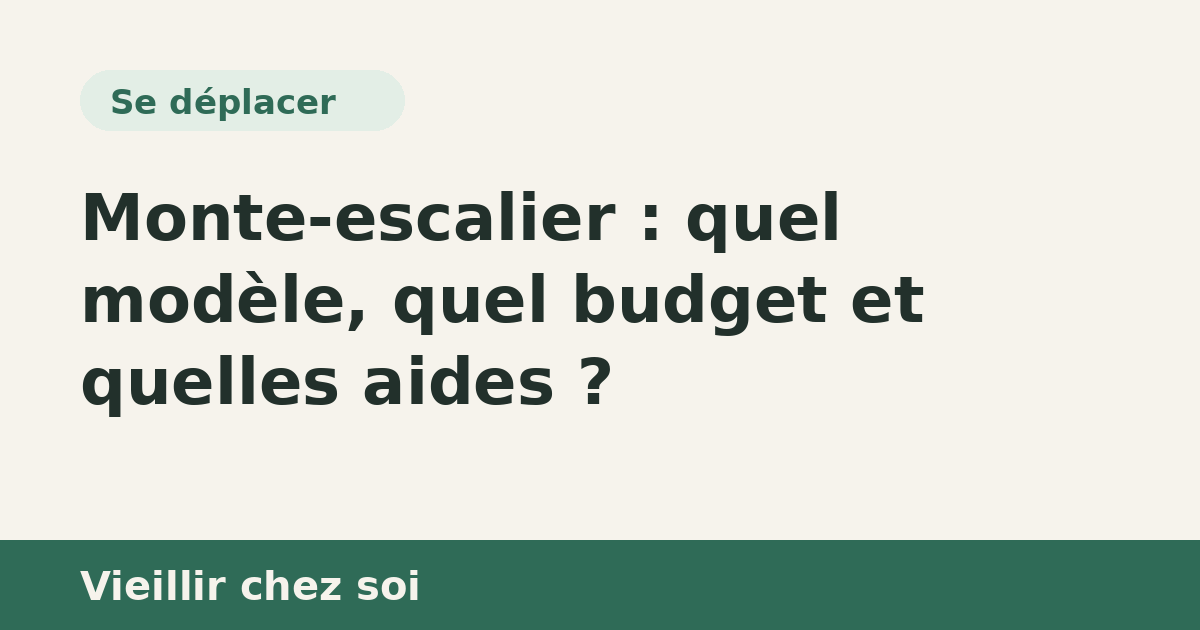 Se déplacer
Monte-escalier : quel
modèle, quel budget et
quelles aides ?
Vieillir chez soi